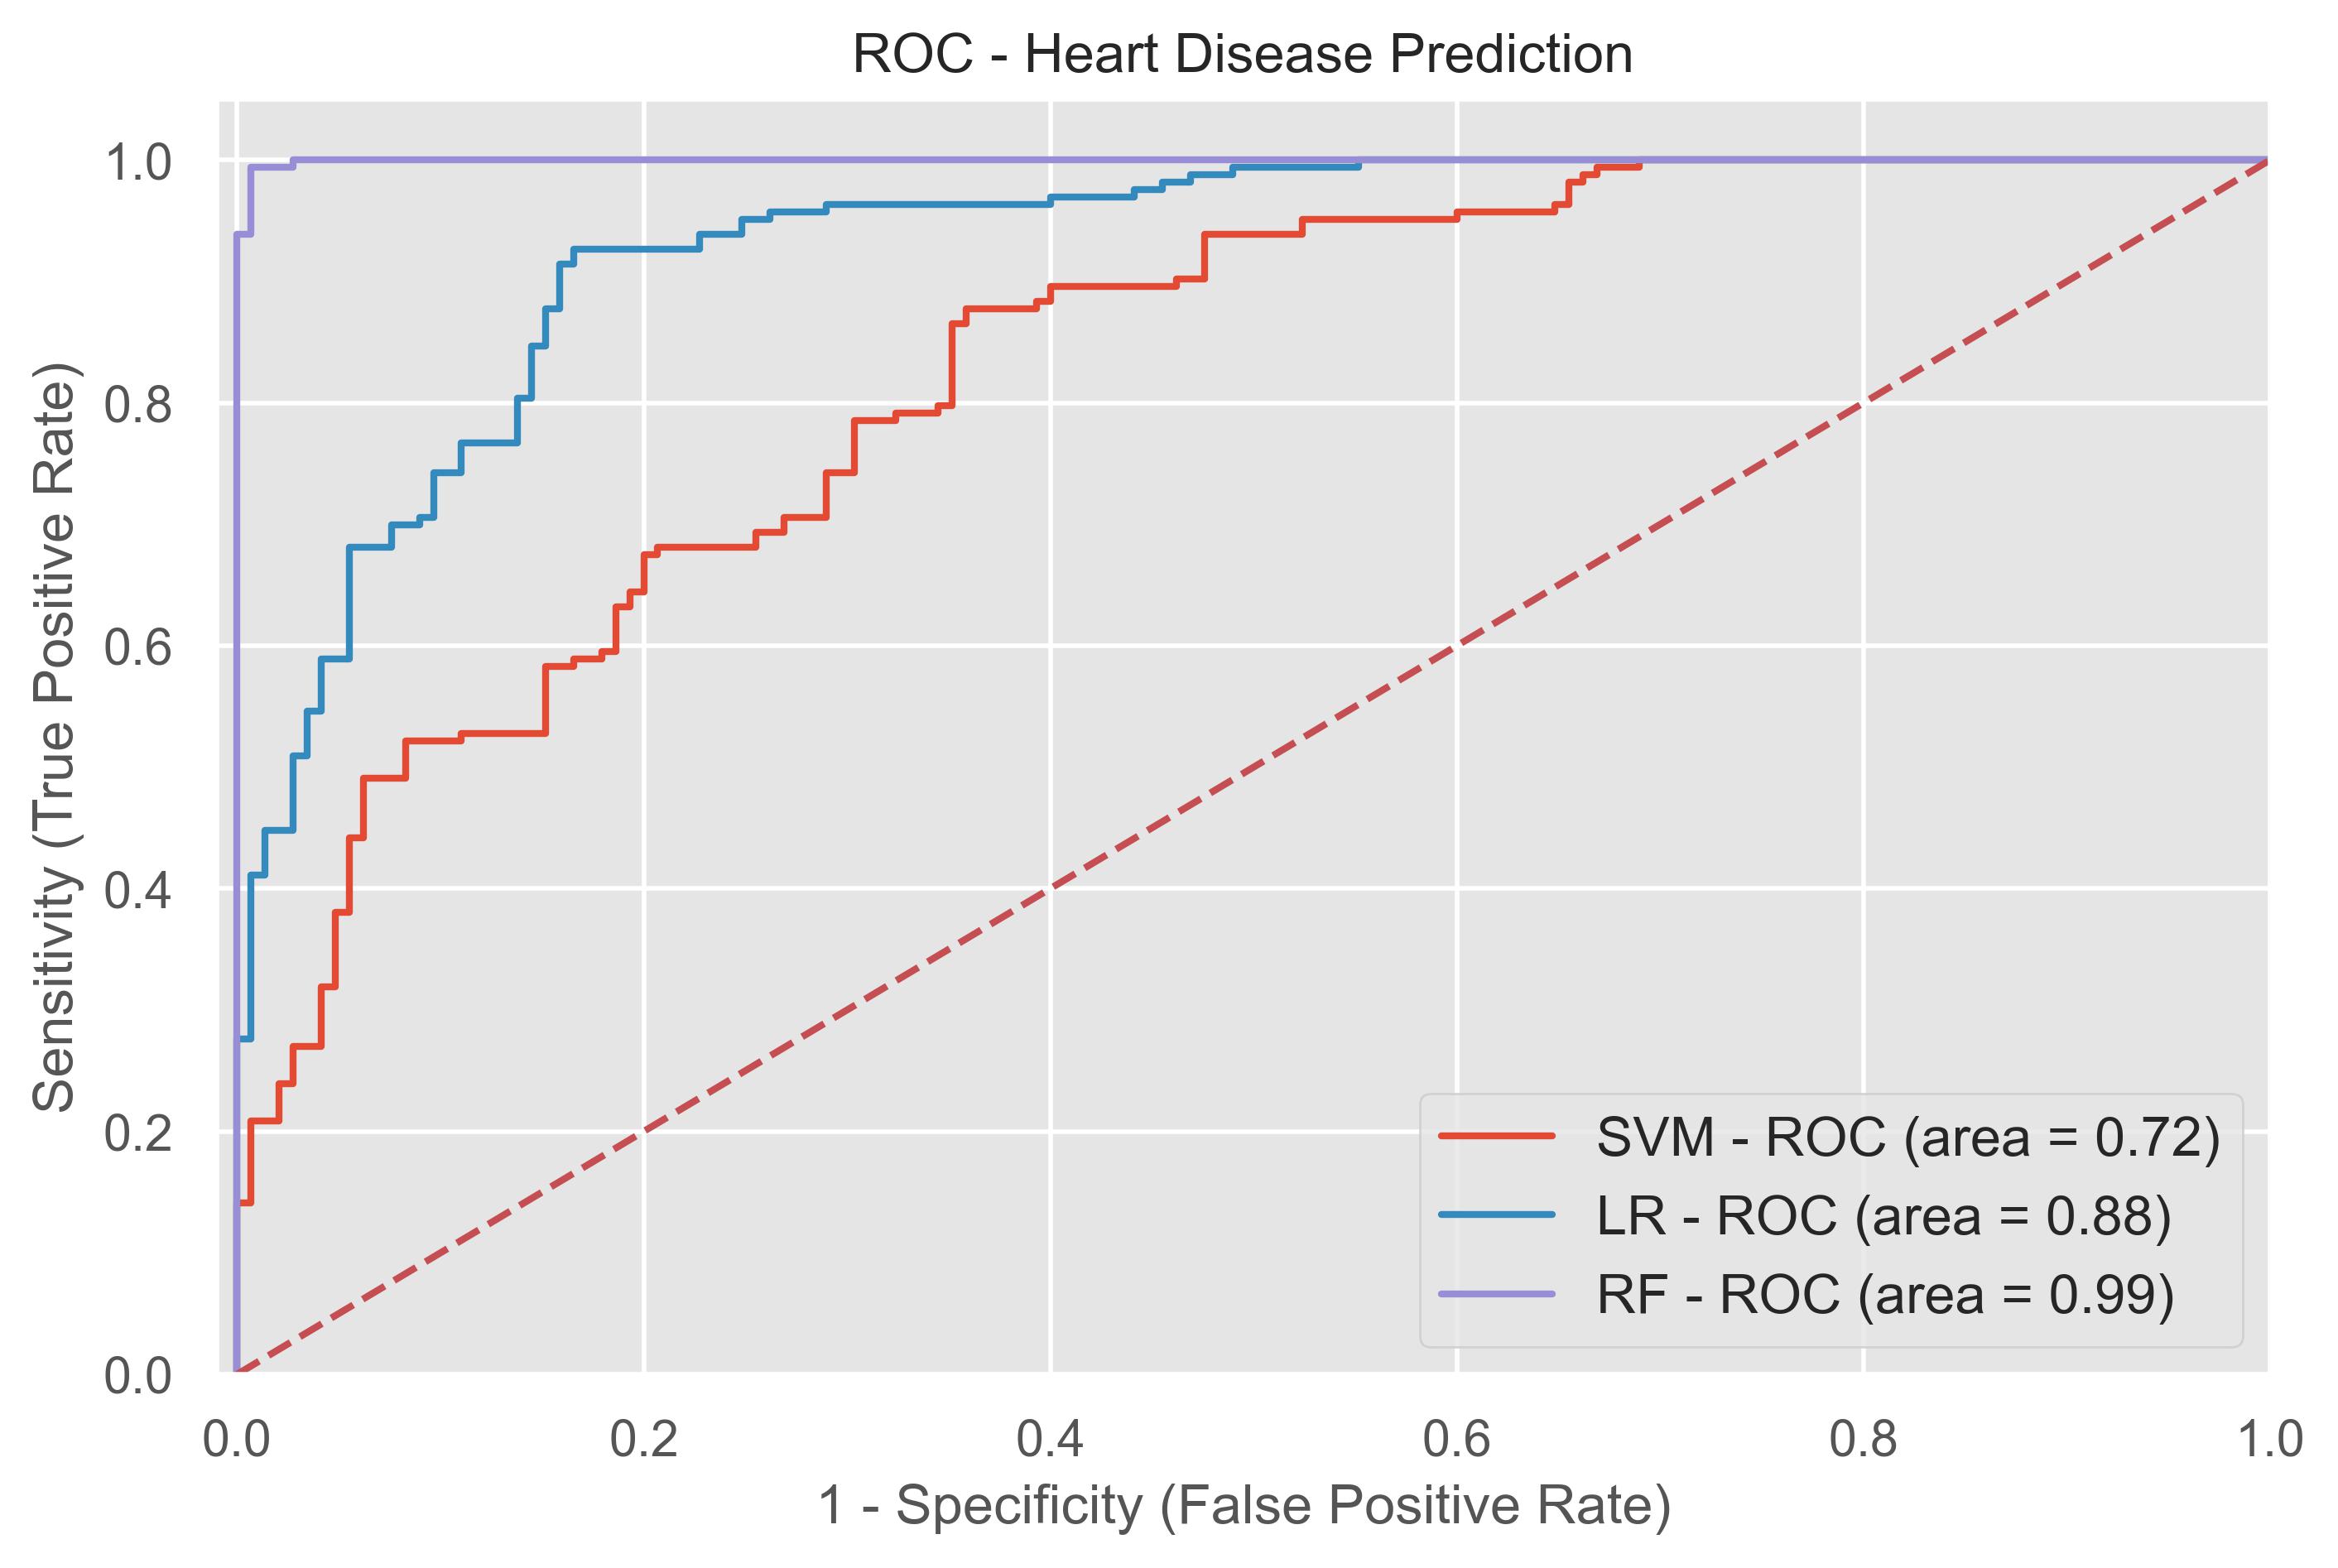 ROC - Heart Disease Prediction
Sensitivity (True Positive Rate)
1.0
0.8
0.6
0.4
0.2
0.0
SVM - ROC (area = 0.72)
LR - ROC (area = 0.88)
RF - ROC (area = 0.99)
0.0 0.2 0.4 0.6 0.8 1.0
1 - Specificity (False Positive Rate)